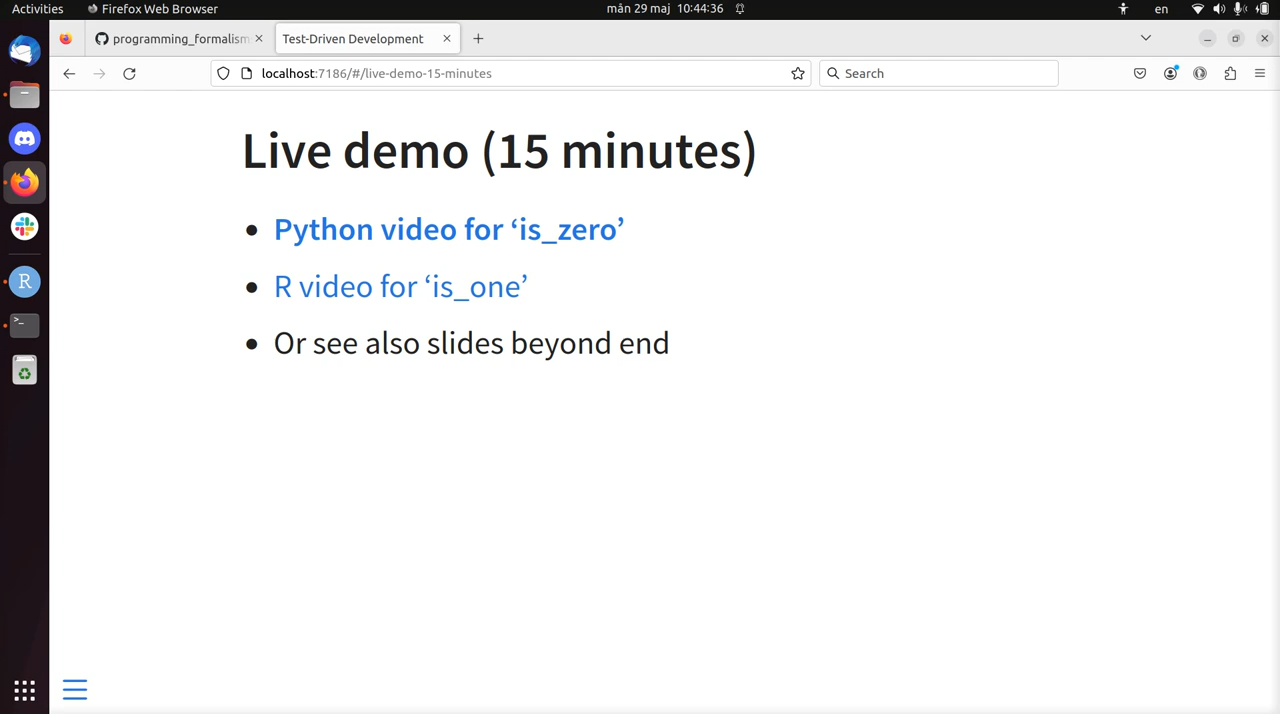 Activities
Firefox Web Browser
mån 29 maj 10:44:36
en
programming_formalism
Test-Driven Development
localhost:7186/#/live-demo-15-minutes
Search
Live demo (15 minutes)
• Python video for ‘is_zero’
• R video for ‘is_one’
• Or see also slides beyond end
R